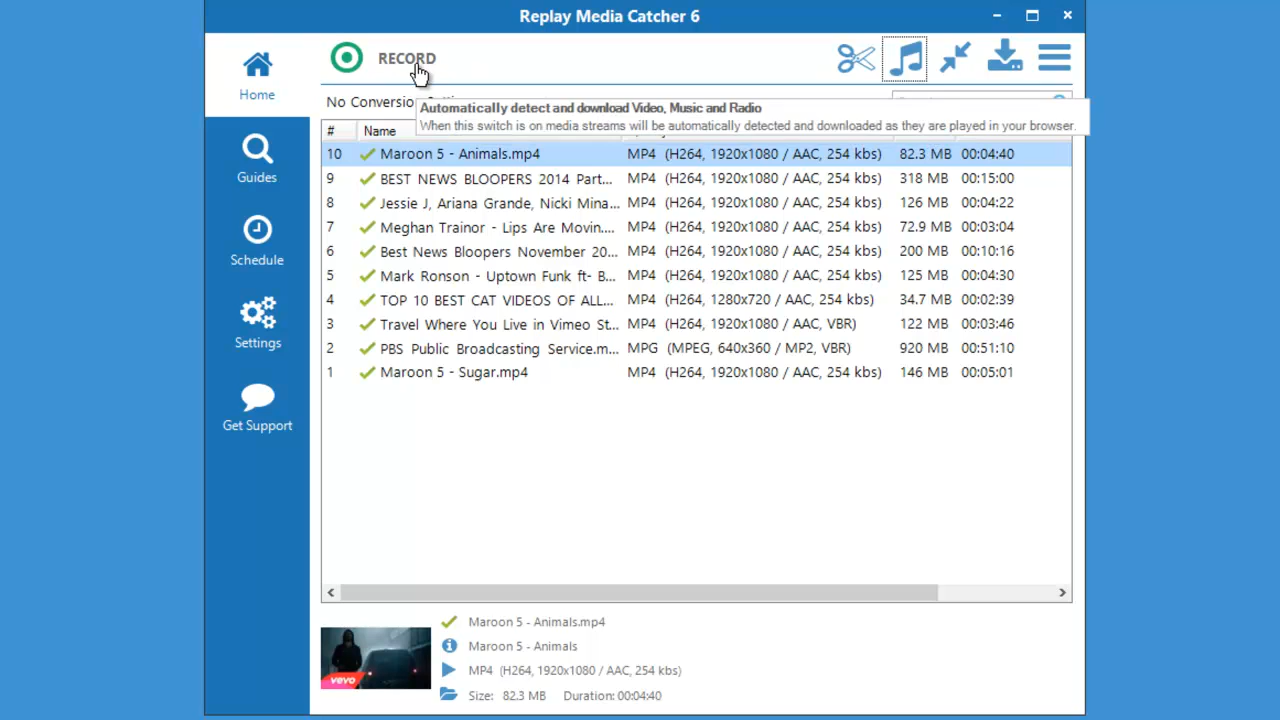 Replay Media Catcher 6
Home
Guides
Schedule
Settings
Get Support
RECORD
No Conversio
Automatically detect and download Video, Music and Radio
When this switch is on media streams will be automatically detected and downloaded as they are played in your browser.
# Name
10 Maroon 5 - Animals.mp4 MP4 (H264, 1920x1080 / AAC, 254 kbs) 82.3 MB 00:04:40
9 BEST NEWS BLOOPERS 2014 Part... MP4 (H264, 1920x1080 / AAC, 254 kbs) 318 MB 00:15:00
8 Jessie J, Ariana Grande, Nicki Mina... MP4 (H264, 1920x1080 / AAC, 254 kbs) 126 MB 00:04:22
7 Meghan Trainor - Lips Are Movin.... MP4 (H264, 1920x1080 / AAC, 254 kbs) 72.9 MB 00:03:04
6 Best News Bloopers November 20... MP4 (H264, 1920x1080 / AAC, 254 kbs) 200 MB 00:10:16
5 Mark Ronson - Uptown Funk ft- B... MP4 (H264, 1920x1080 / AAC, 254 kbs) 125 MB 00:04:30
4 TOP 10 BEST CAT VIDEOS OF ALL... MP4 (H264, 1280x720 / AAC, 254 kbs) 34.7 MB 00:02:39
3 Travel Where You Live in Vimeo St... MP4 (H264, 1920x1080 / AAC, VBR) 122 MB 00:03:46
2 PBS Public Broadcasting Service.m... MPG (MPEG, 640x360 / MP2, VBR) 920 MB 00:51:10
1 Maroon 5 - Sugar.mp4 MP4 (H264, 1920x1080 / AAC, 254 kbs) 146 MB 00:05:01
vevo
Maroon 5 - Animals.mp4
Maroon 5 - Animals
MP4 (H264, 1920x1080 / AAC, 254 kbs)
Size: 82.3 MB Duration: 00:04:40